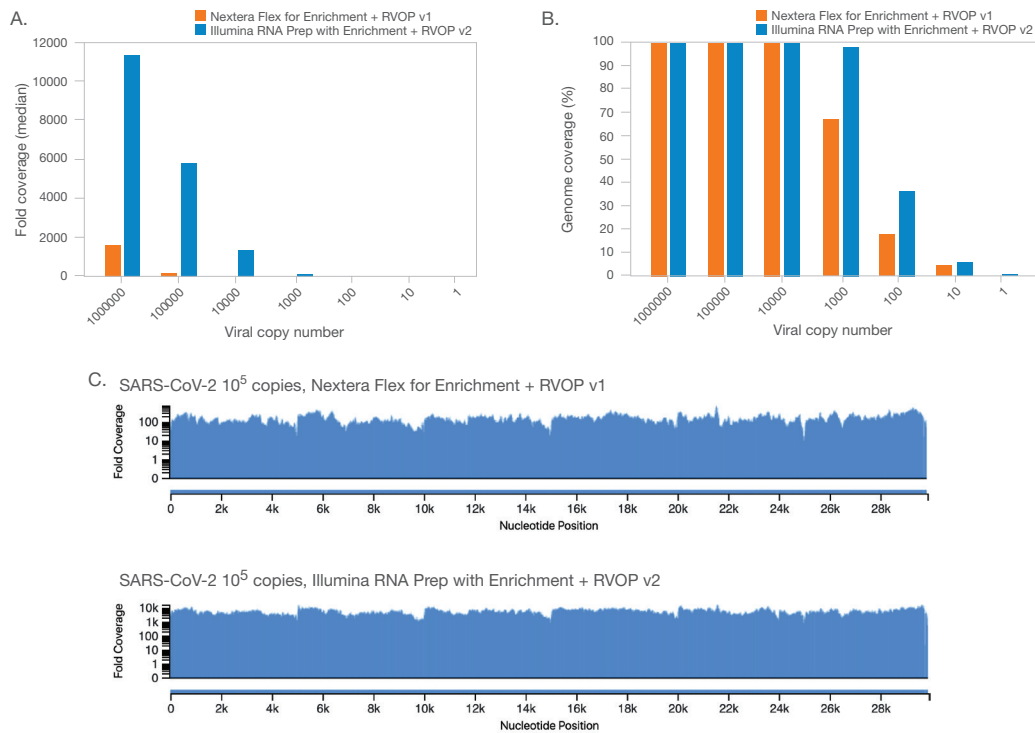 A.
Nextera Flex for Enrichment + RVOP v1
Illumina RNA Prep with Enrichment + RVOP v2
12000
10000
8000
6000
4000
2000
0
Fold coverage (median)
1000000 100000 10000 1000 100 10 1
Viral copy number
B.
Nextera Flex for Enrichment + RVOP v1
Illumina RNA Prep with Enrichment + RVOP v2
100
90
80
70
60
50
40
30
20
10
0
Genome coverage (%)
1000000 100000 10000 1000 100 10 1
Viral copy number
C.
SARS-CoV-2 10⁵ copies, Nextera Flex for Enrichment + RVOP v1
Fold Coverage
100
10
1
0
0 2k 4k 6k 8k 10k 12k 14k 16k 18k 20k 22k 24k 26k 28k
Nucleotide Position
SARS-CoV-2 10⁵ copies, Illumina RNA Prep with Enrichment + RVOP v2
Fold Coverage
10k
1k
100
10
1
0
0 2k 4k 6k 8k 10k 12k 14k 16k 18k 20k 22k 24k 26k 28k
Nucleotide Position